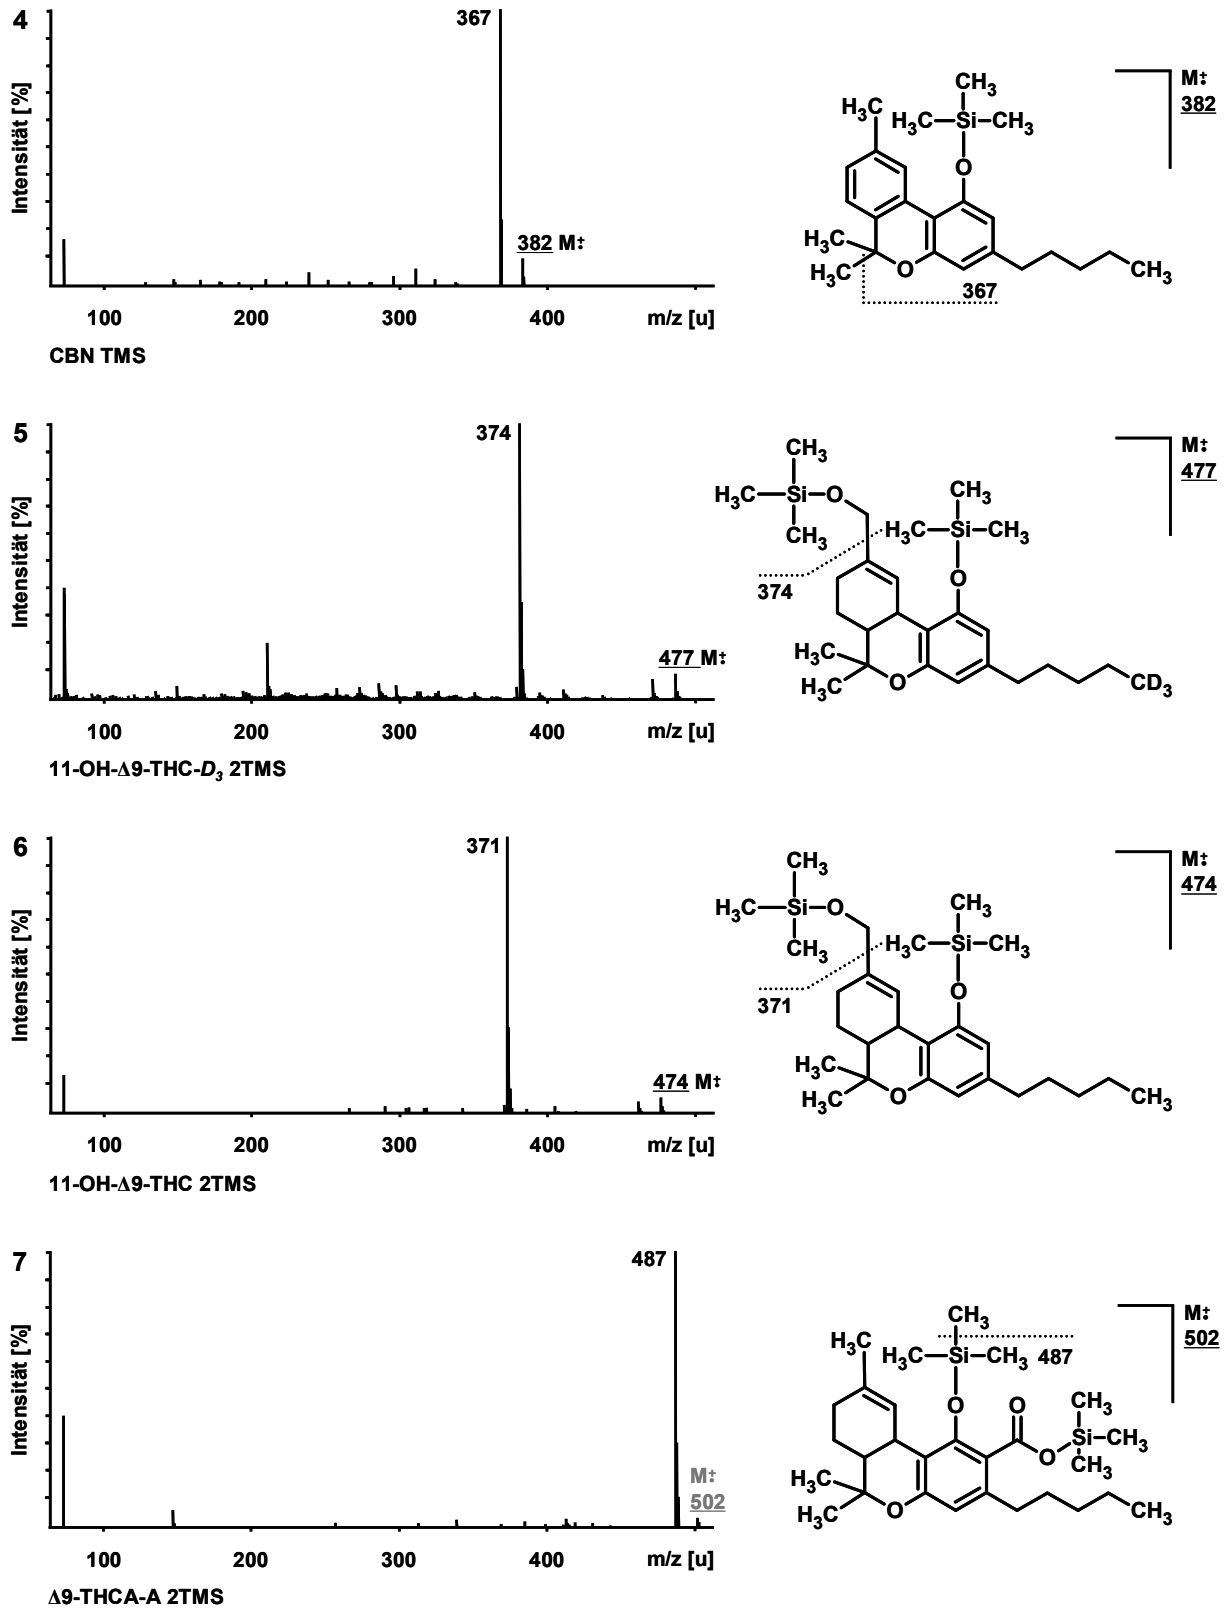 4
Intensität [%]
367
382 M+•
100 200 300 400 m/z [u]
CBN TMS
CH3
H3C
H3C Si CH3
O
H3C
H3C O
CH3
367
M+•
382
5
Intensität [%]
374
477 M+•
100 200 300 400 m/z [u]
11-OH-Δ9-THC-D3 2TMS
CH3
H3C Si O
CH3
CH3
H3C Si CH3
374
O
H3C
H3C O
CD3
M+•
477
6
Intensität [%]
371
474 M+•
100 200 300 400 m/z [u]
11-OH-Δ9-THC 2TMS
CH3
H3C Si O
CH3
CH3
H3C Si CH3
371
O
H3C
H3C O
CH3
M+•
474
7
Intensität [%]
487
M+•
502
100 200 300 400 m/z [u]
Δ9-THCA-A 2TMS
CH3
H3C
H3C Si CH3 487
O O
CH3
Si CH3
O
CH3
H3C
H3C O
CH3
M+•
502